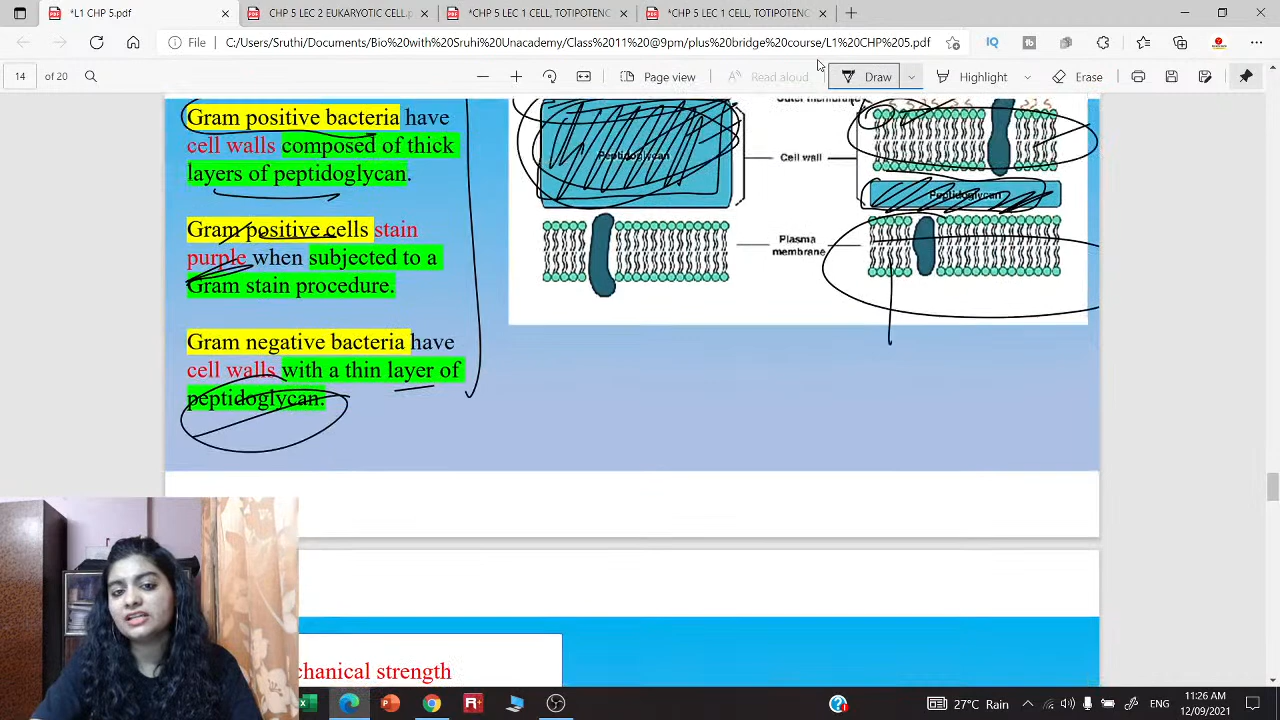 *L1 CHP 5.pdf
*CHP 5 LEC 2 EUKARYOTIC CELL.p
*CHP 5 LEC 1 CELL, TOTIPOTENC
*CHP 5 LEC 1 CELL, TOTIPOTENC
File
C:/Users/Sruthi/Documents/Bio%20with%20Sruhi%20Unacademy/Class%2011%20@9pm/plus%20bridge%20course/L1%20CHP%205.pdf
14 of 20
Page view
Read aloud
Draw
Highlight
Erase
Gram positive bacteria have
cell walls composed of thick
layers of peptidoglycan.
Gram positive cells stain
purple when subjected to a
Gram stain procedure.
Gram negative bacteria have
cell walls with a thin layer of
peptidoglycan.
Outer membrane
Peptidoglycan
Cell wall
Peptidoglycan
Plasma
membrane
chanical strength
27°C Rain
ENG
11:26 AM
12/09/2021